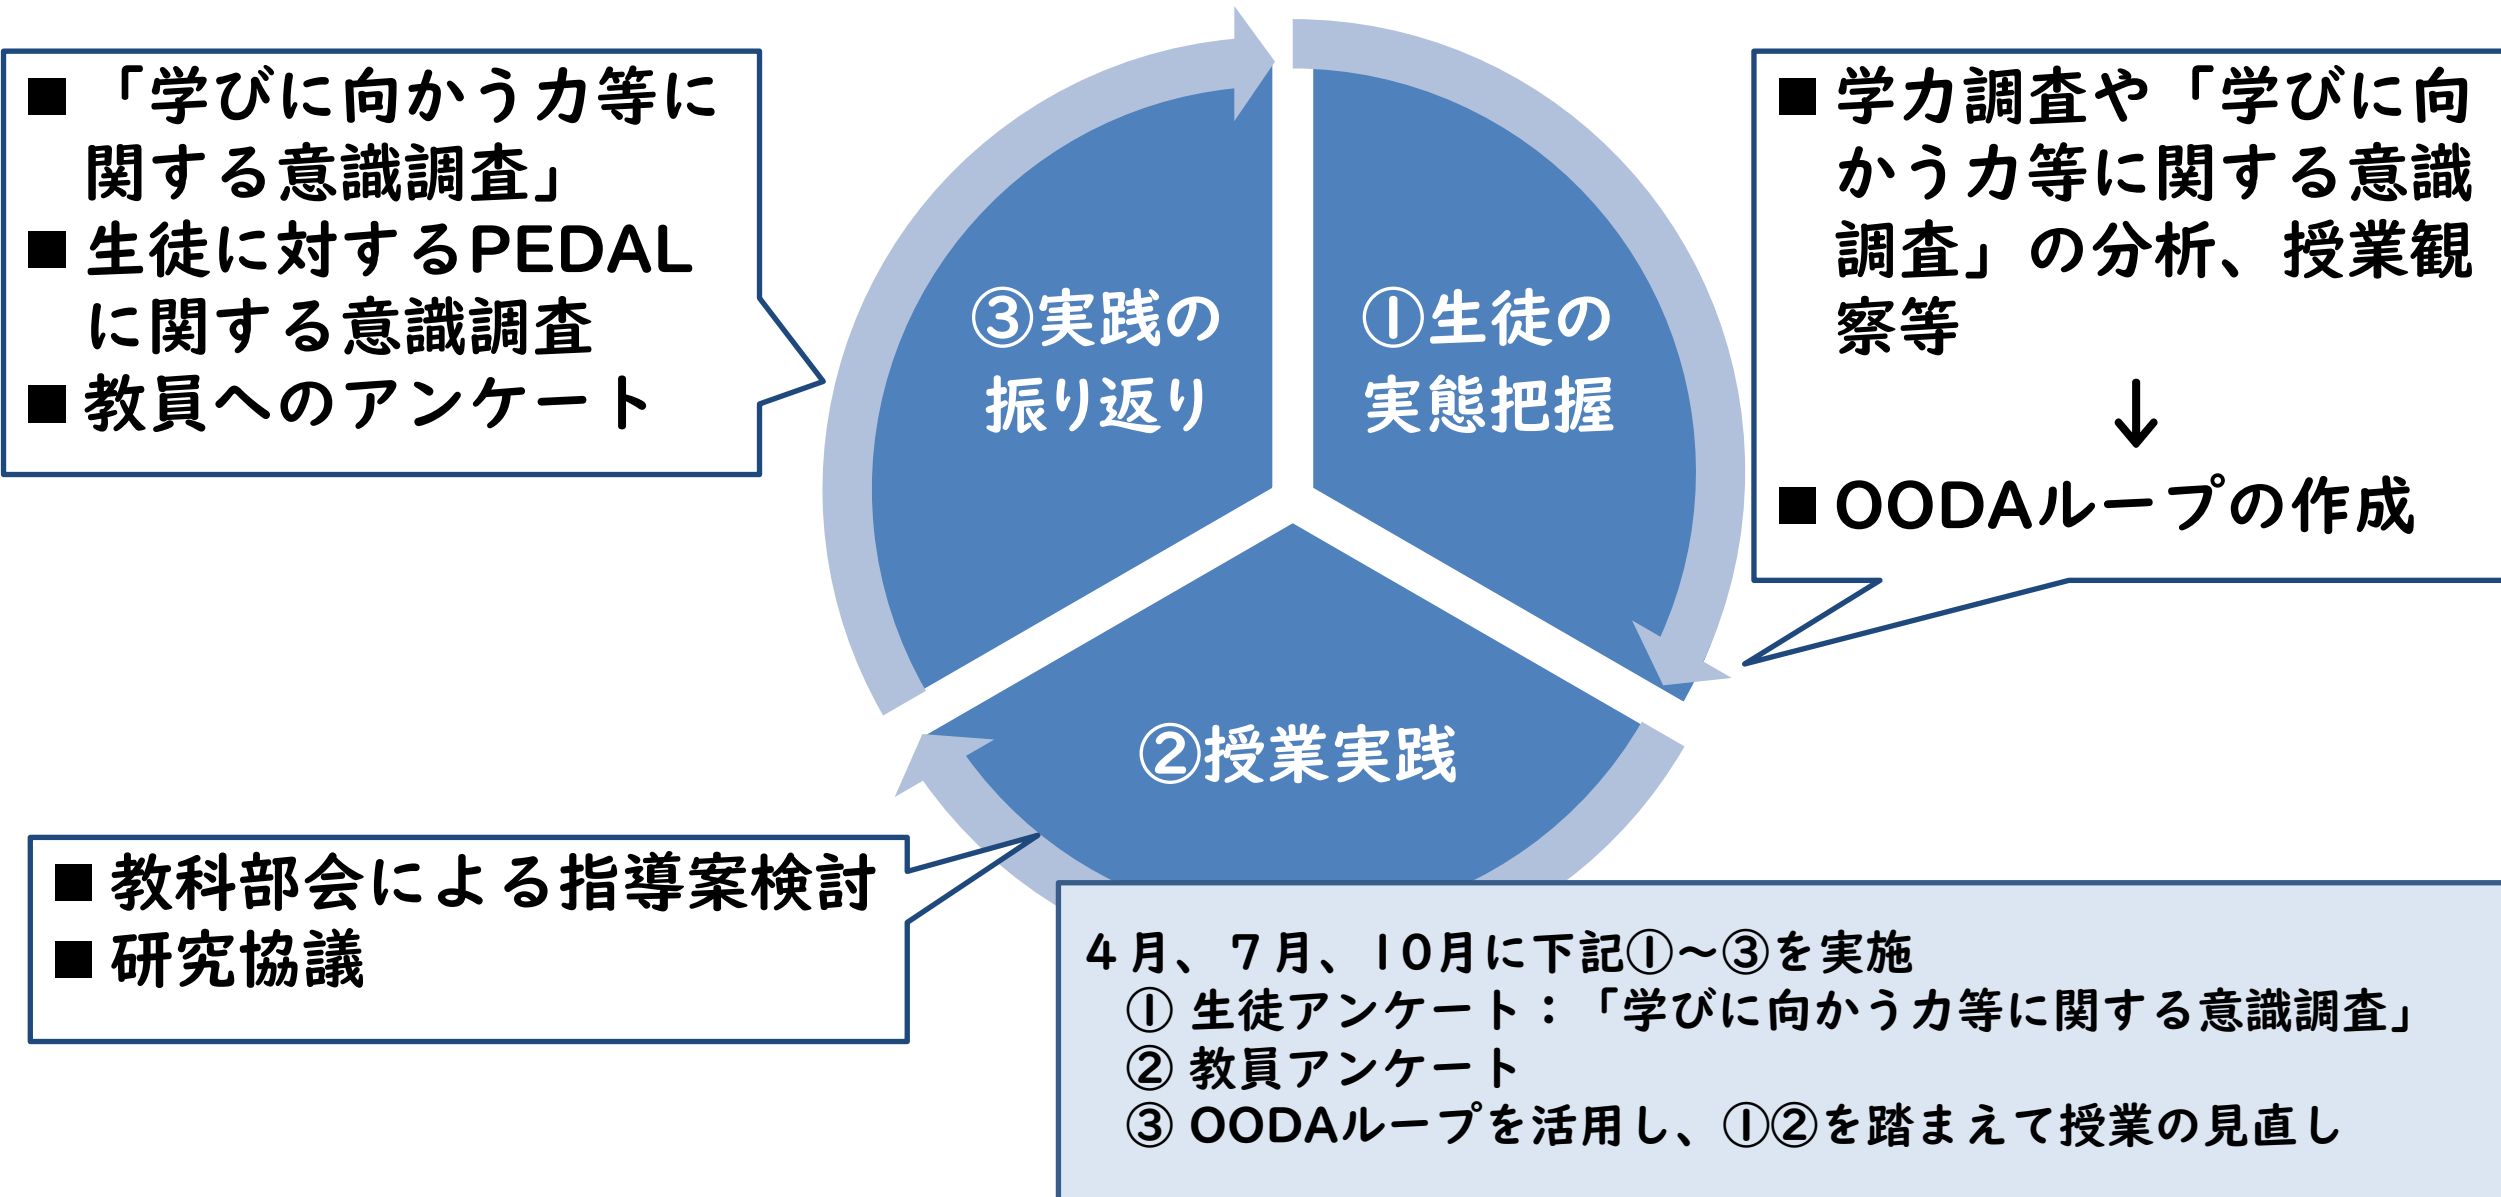 ■ 「学びに向かう力等に
関する意識調査」
■ 生徒に対するPEDAL
に関する意識調査
■ 教員へのアンケート
③実践の
振り返り
①生徒の
実態把握
■ 学力調査や「学びに向
かう力等に関する意識
調査」の分析、授業観
察等
↓
■ OODAループの作成
②授業実践
■ 教科部会による指導案検討
■ 研究協議
4月、7月、10月に下記①～③を実施
① 生徒アンケート：「学びに向かう力等に関する意識調査」
② 教員アンケート
③ OODAループを活用し、①②を踏まえて授業の見直し